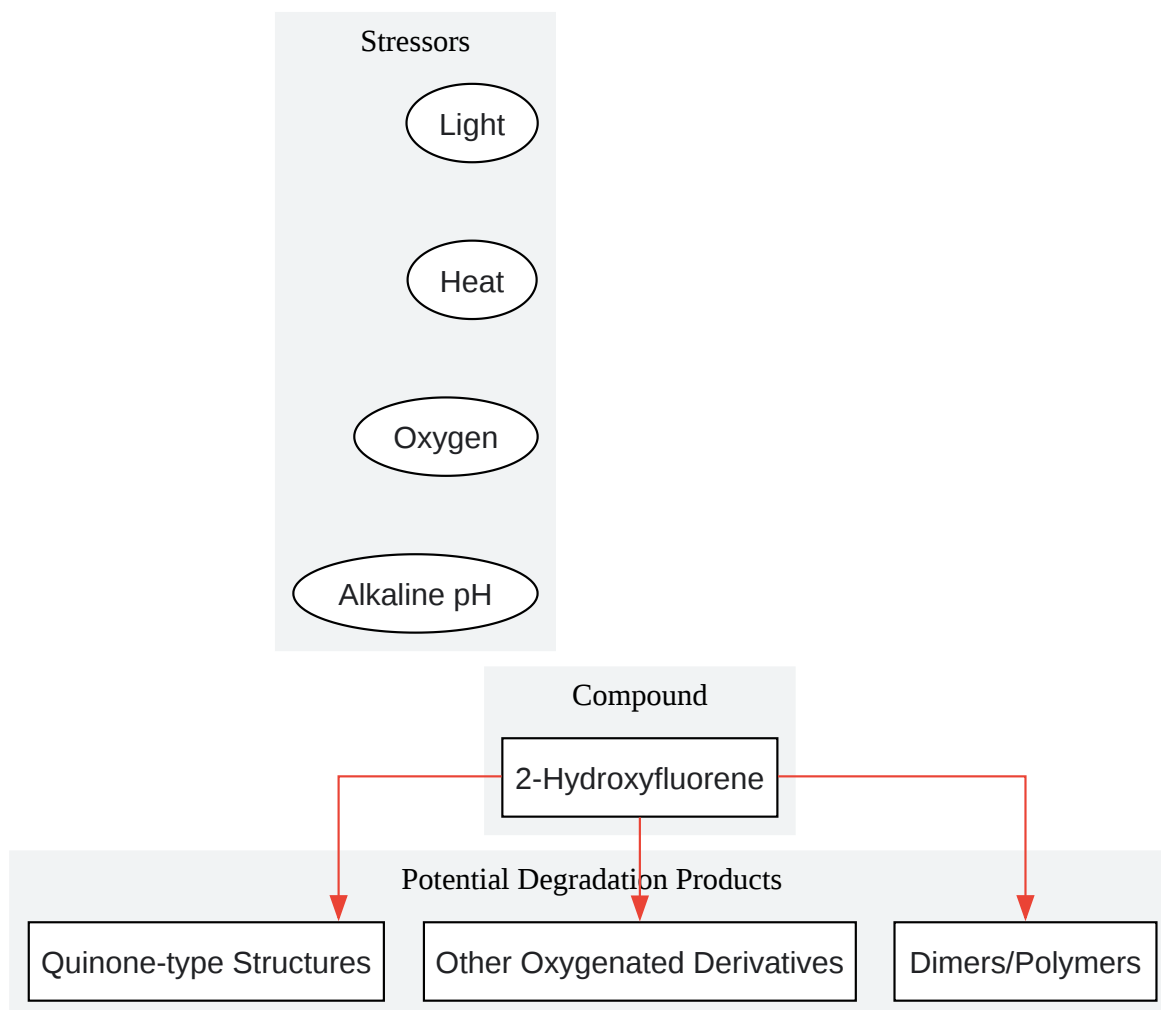 Stressors
Light
Heat
Oxygen
Alkaline pH
Compound
2-Hydroxyfluorene
Potential Degradation Products
Quinone-type Structures
Other Oxygenated Derivatives
Dimers/Polymers